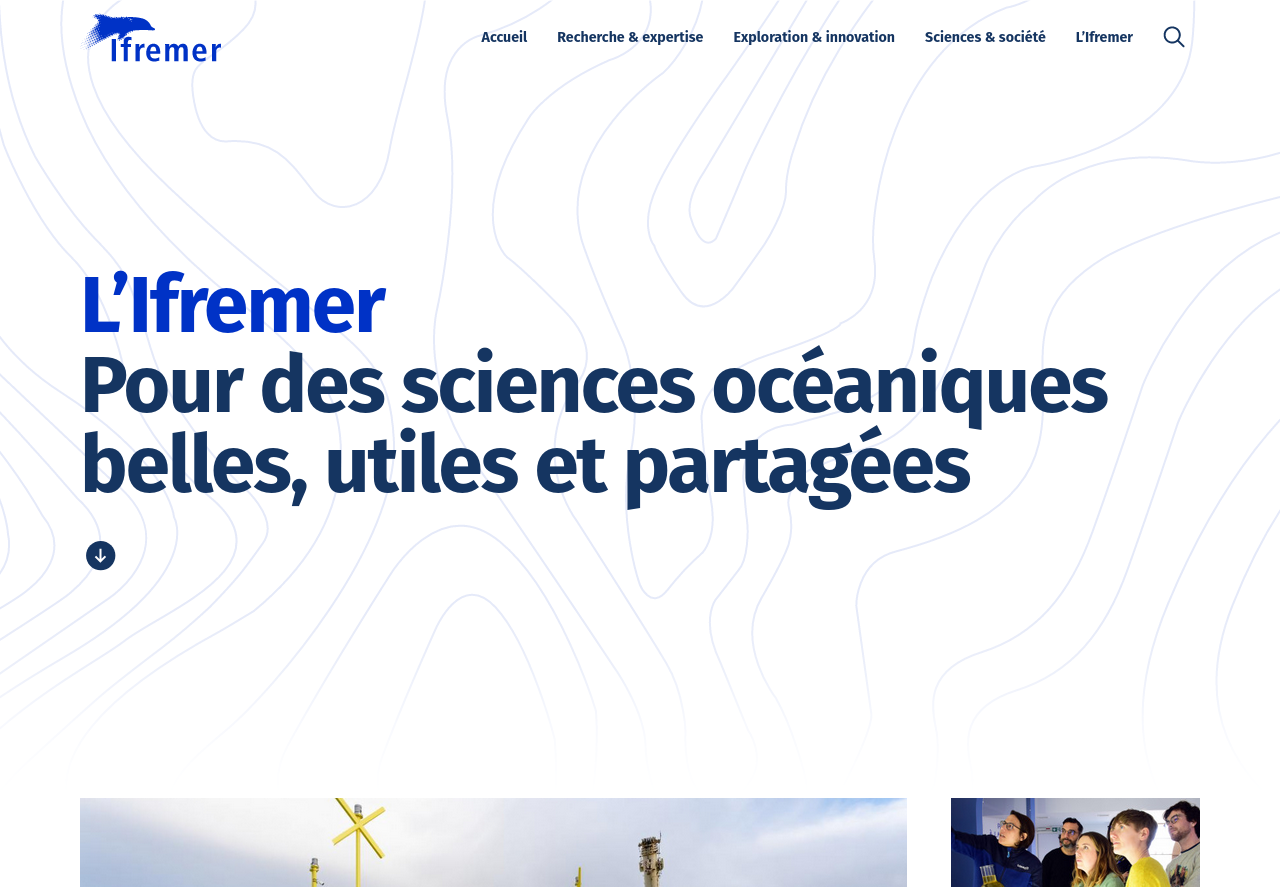 Ifremer
Accueil
Recherche & expertise
Exploration & innovation
Sciences & société
L’Ifremer
L’Ifremer
Pour des sciences océaniques
belles, utiles et partagées